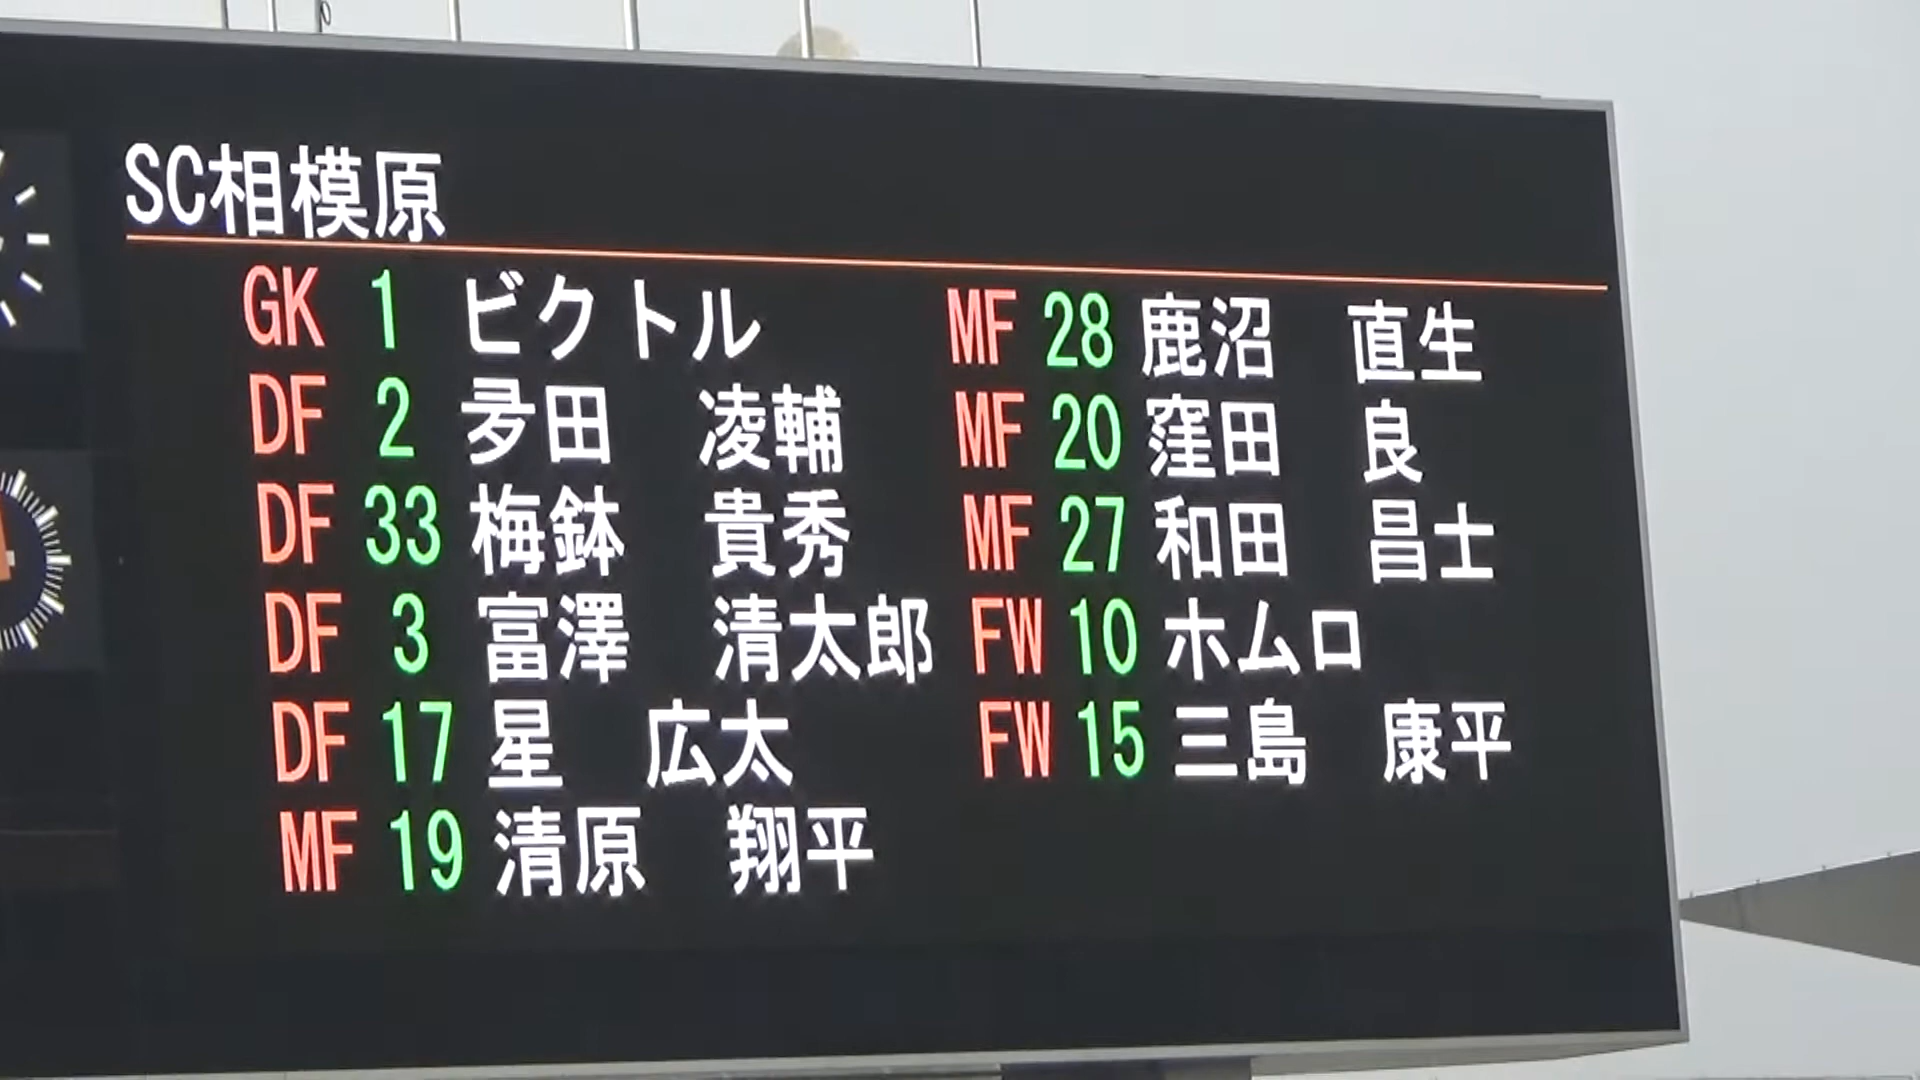 SC相模原
GK 1 ビクトル
DF 2 夛田 凌輔
DF 33 梅鉢 貴秀
DF 3 富澤 清太郎
DF 17 星 広太
MF 19 清原 翔平
MF 28 鹿沼 直生
MF 20 窪田 良
MF 27 和田 昌士
FW 10 ホムロ
FW 15 三島 康平